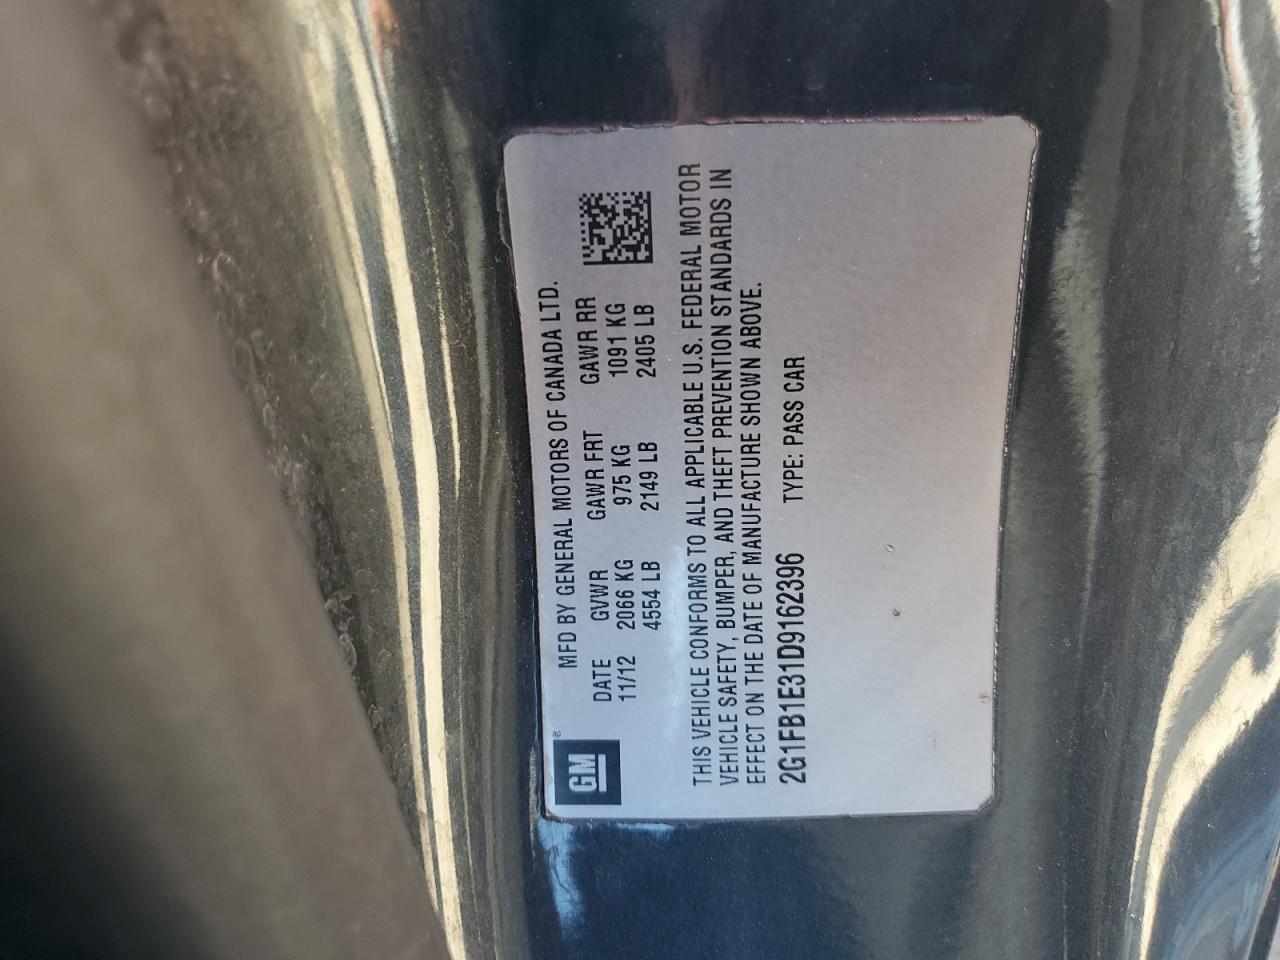 GM ®
MFD BY GENERAL MOTORS OF CANADA LTD.
DATE GVWR GAWR FRT GAWR RR
11/12 2066 KG 975 KG 1091 KG
4554 LB 2149 LB 2405 LB
THIS VEHICLE CONFORMS TO ALL APPLICABLE U.S. FEDERAL MOTOR
VEHICLE SAFETY, BUMPER, AND THEFT PREVENTION STANDARDS IN
EFFECT ON THE DATE OF MANUFACTURE SHOWN ABOVE.
2G1FB1E31D9162396 TYPE: PASS CAR